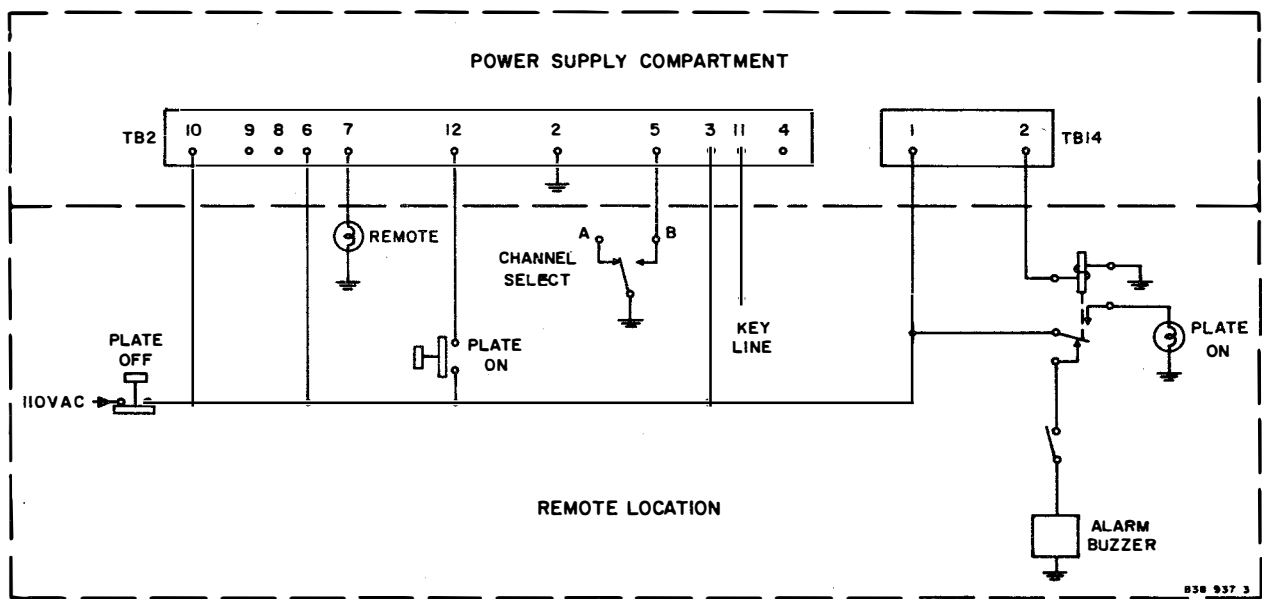 POWER SUPPLY COMPARTMENT
TB2 10 9 8 6 7 12 2 5 3 11 4
1 2 TB14
REMOTE
A B
CHANNEL
SELECT
KEY
LINE
PLATE
OFF
PLATE
ON
PLATE
ON
110VAC
REMOTE LOCATION
ALARM
BUZZER
838 937 3